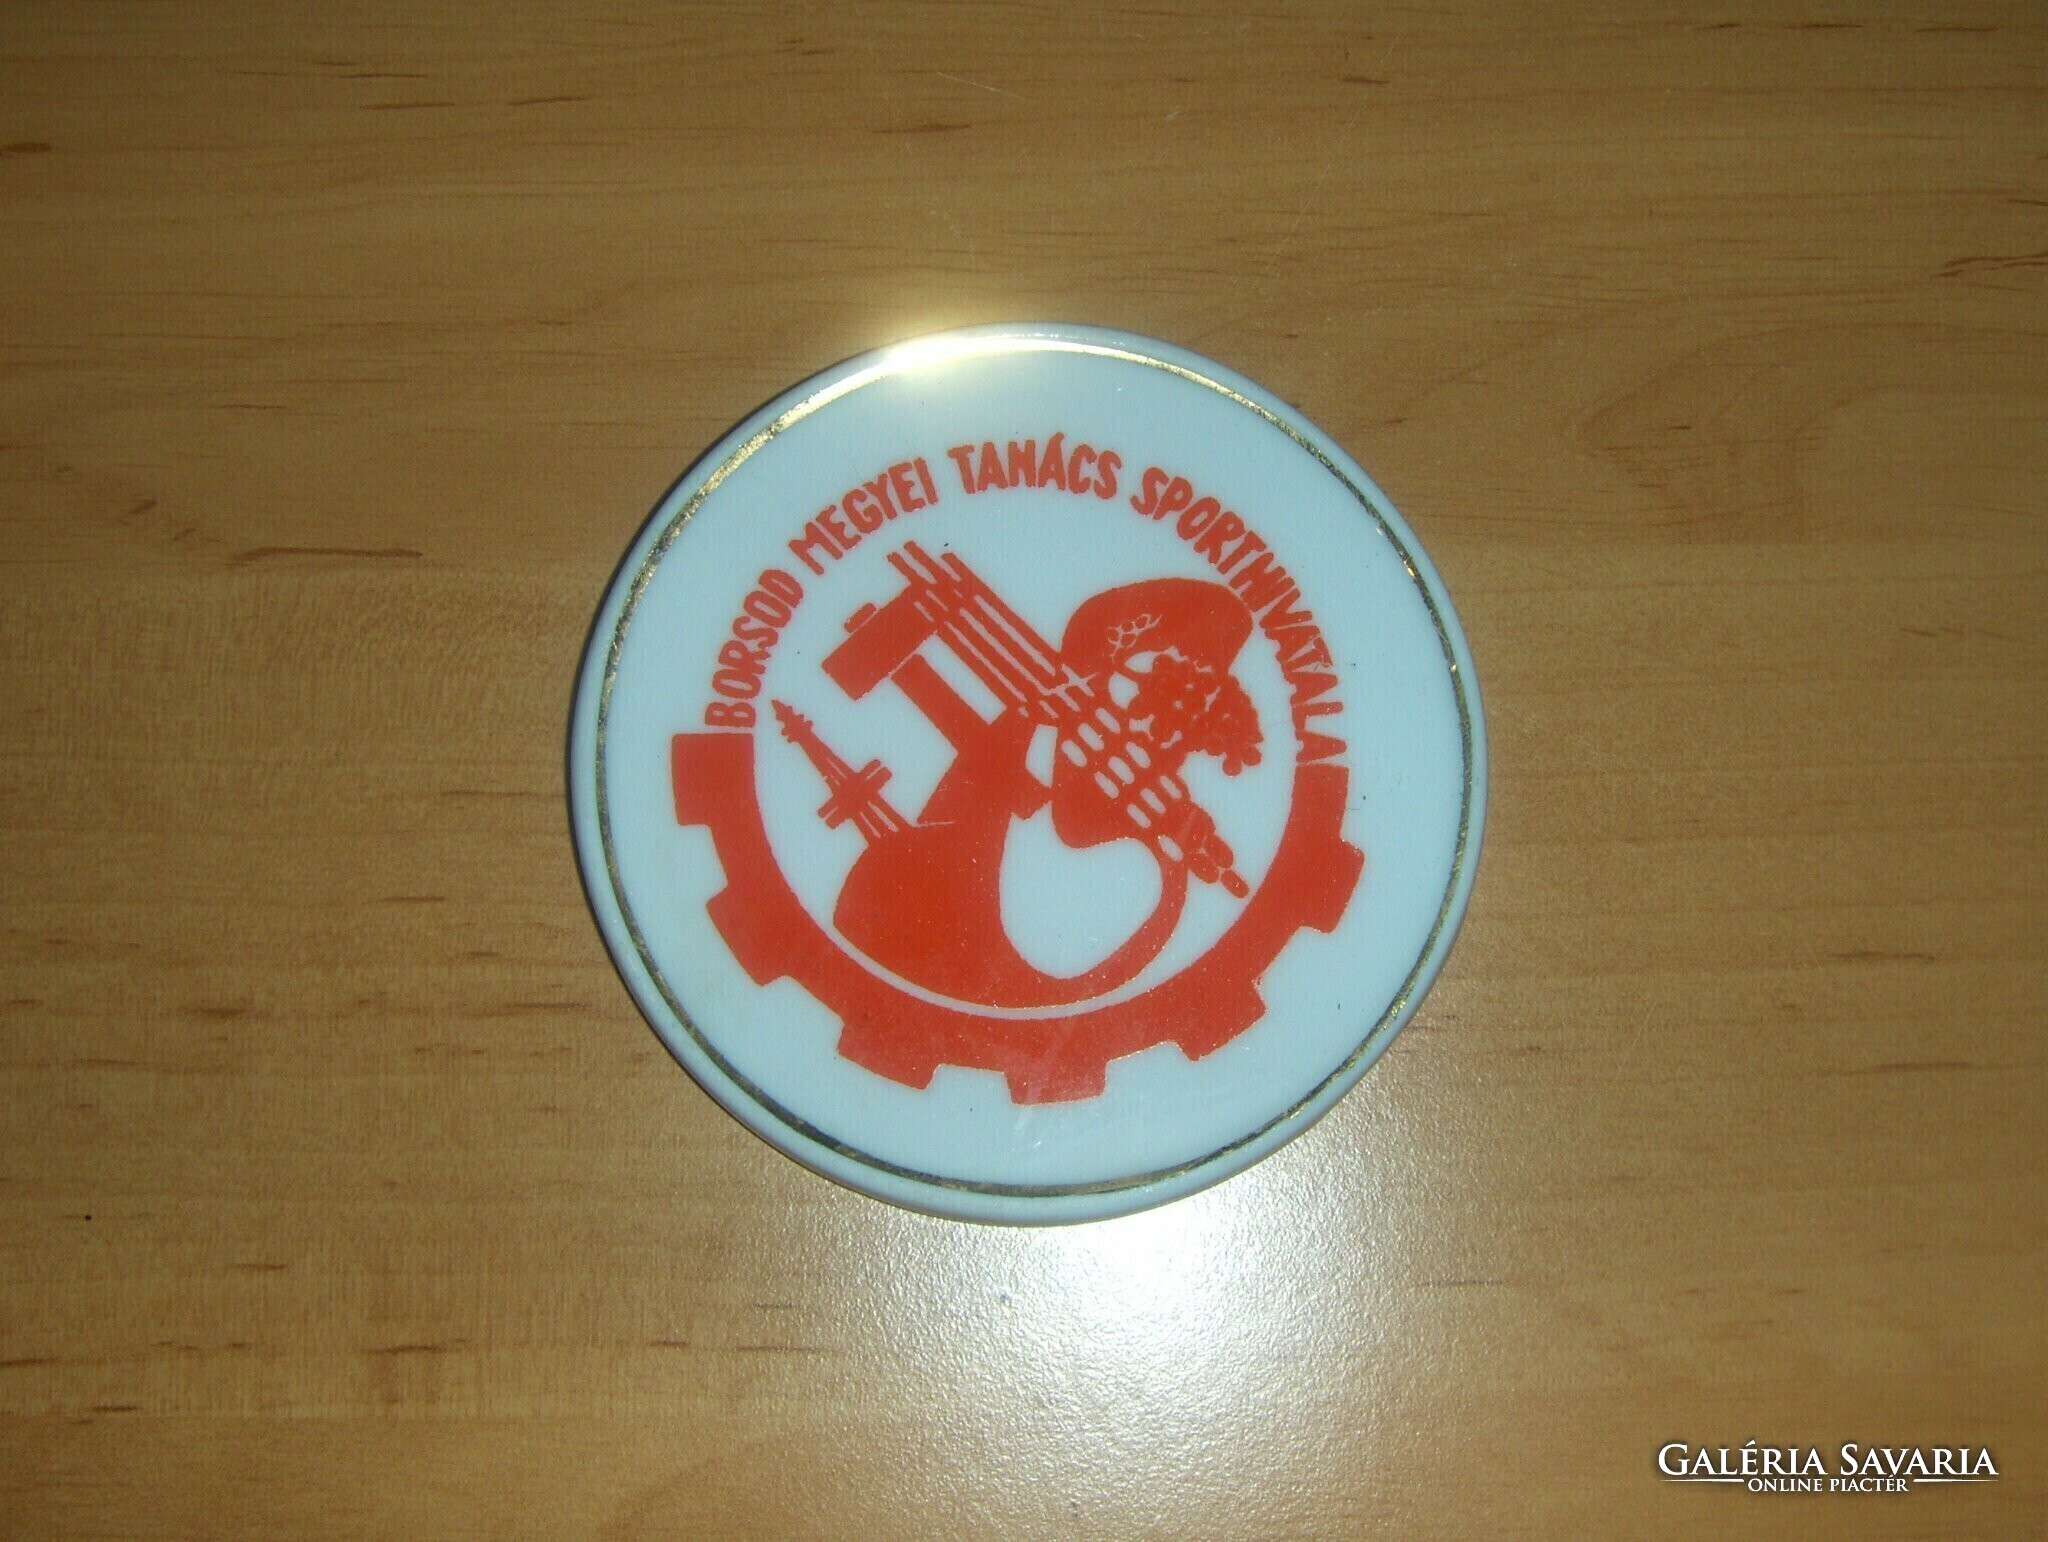 BORSOD MEGYEI TANÁCS SPORTHIVATALA
GALÉRIA SAVARIA
ONLINE PIACTÉR